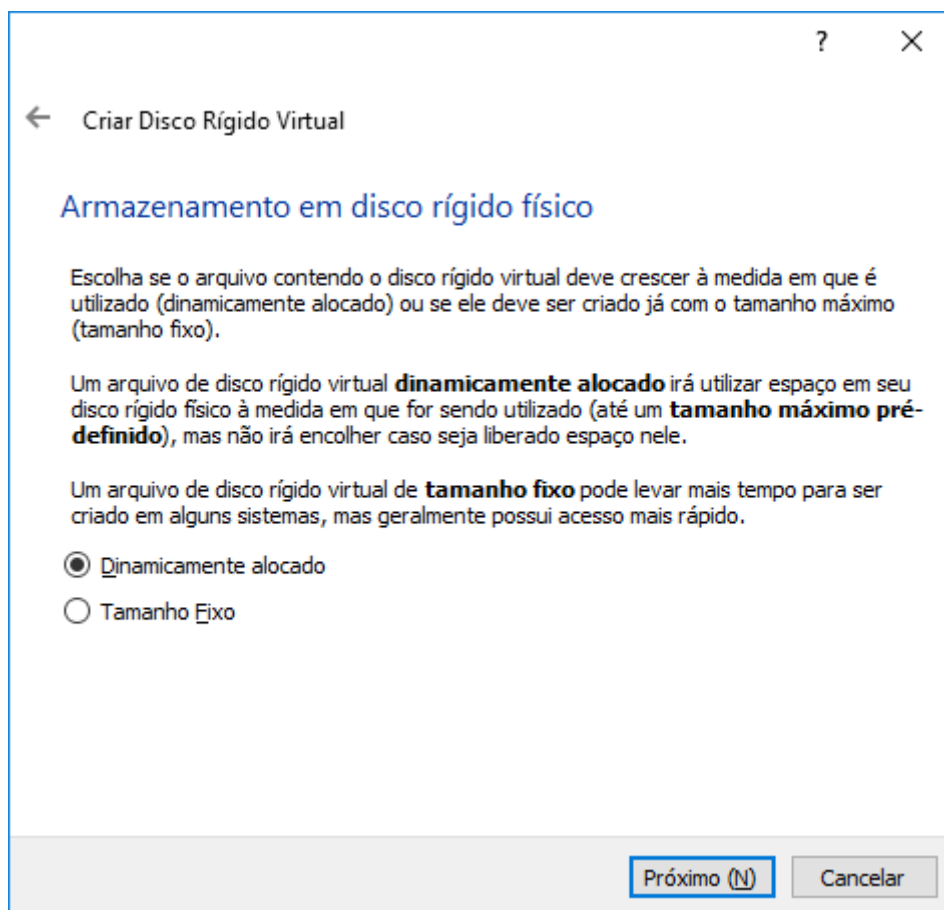 ?
Criar Disco Rígido Virtual
Armazenamento em disco rígido físico
Escolha se o arquivo contendo o disco rígido virtual deve crescer à medida em que é
utilizado (dinamicamente alocado) ou se ele deve ser criado já com o tamanho máximo
(tamanho fixo).
Um arquivo de disco rígido virtual dinamicamente alocado irá utilizar espaço em seu
disco rígido físico à medida em que for sendo utilizado (até um tamanho máximo pré-
definido), mas não irá encolher caso seja liberado espaço nele.
Um arquivo de disco rígido virtual de tamanho fixo pode levar mais tempo para ser
criado em alguns sistemas, mas geralmente possui acesso mais rápido.
Dinamicamente alocado
Tamanho Fixo
Próximo (N) Cancelar